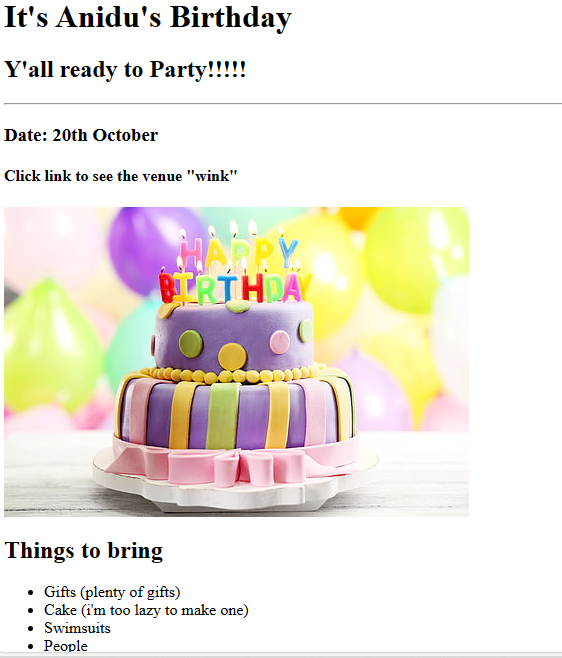 It's Anidu's Birthday
Y'all ready to Party!!!!!
Date: 20th October
Click link to see the venue "wink"
HAPPY
BIRTHDAY
Things to bring
Gifts (plenty of gifts)
Cake (i'm too lazy to make one)
Swimsuits
People